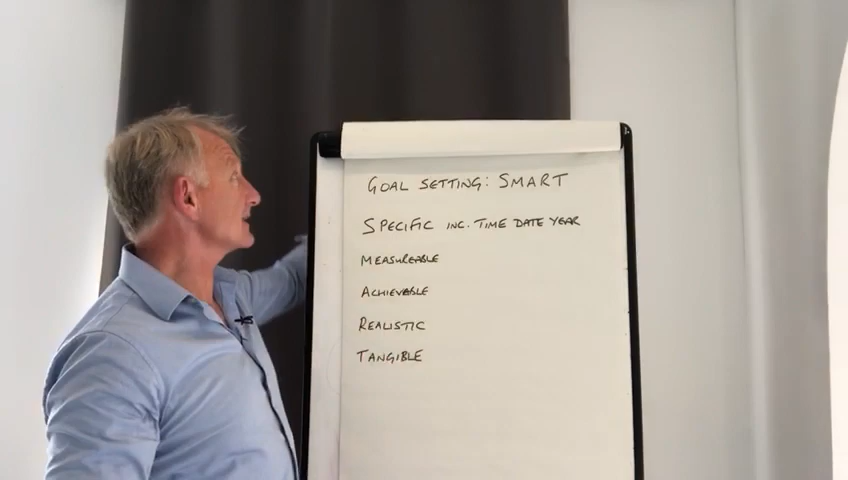 GOAL SETTING: SMART
SPECIFIC INC. TIME DATE YEAR
MEASUREABLE
ACHIEVABLE
REALISTIC
TANGIBLE